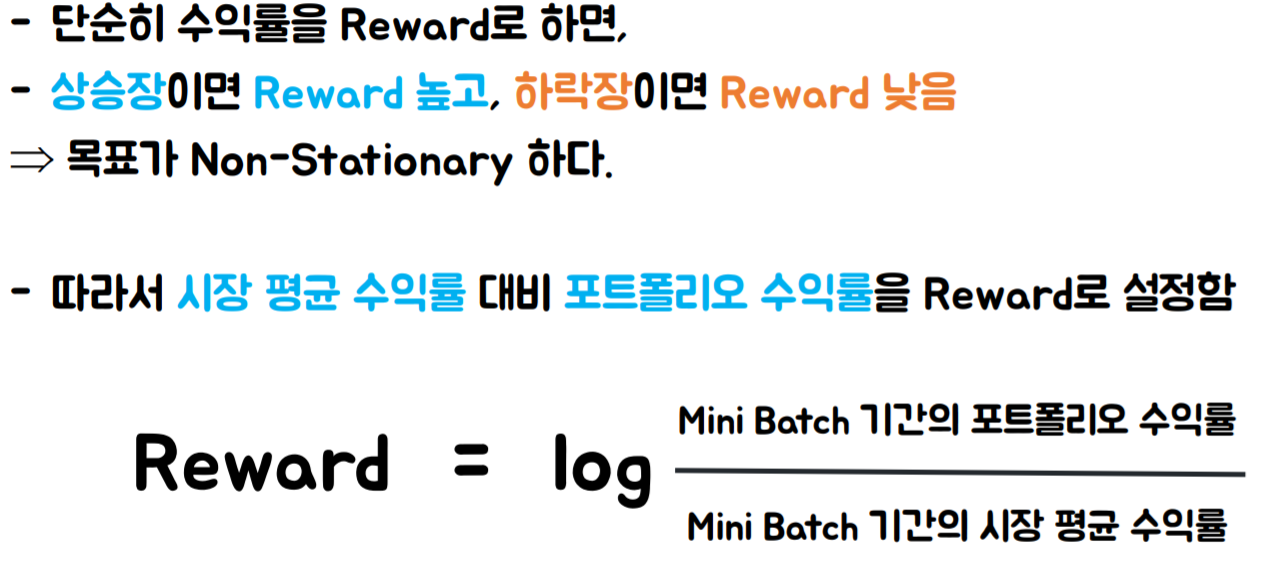 - 단순히 수익률을 Reward로 하면,
- 상승장이면 Reward 높고, 하락장이면 Reward 낮음
⇒ 목표가 Non-Stationary 하다.
- 따라서 시장 평균 수익률 대비 포트폴리오 수익률을 Reward로 설정함
Mini Batch 기간의 포트폴리오 수익률
Reward = log
Mini Batch 기간의 시장 평균 수익률